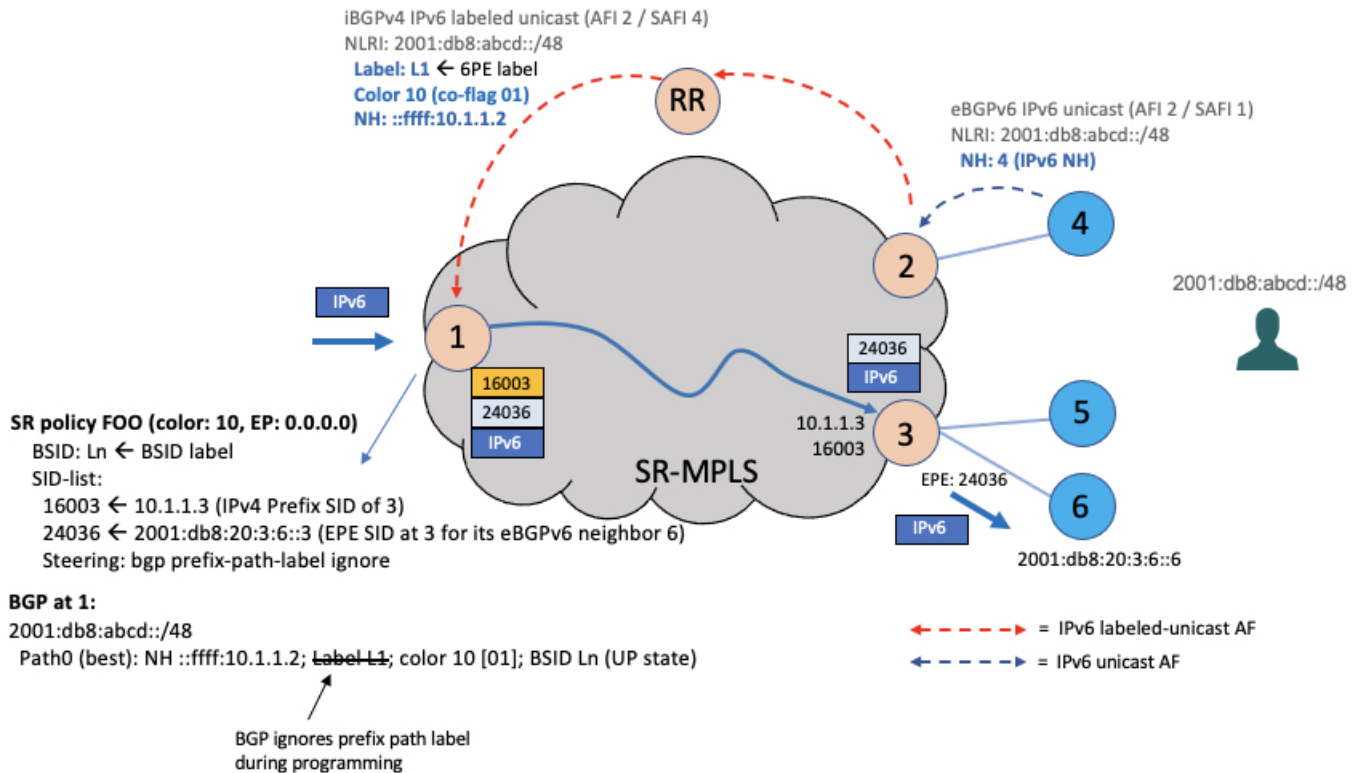 iBGPv4 IPv6 labeled unicast (AFI 2 / SAFI 4)
NLRI: 2001:db8:abcd::/48
Label: L1 ← 6PE label
Color 10 (co-flag 01)
NH: ::ffff:10.1.1.2
RR
eBGPv6 IPv6 unicast (AFI 2 / SAFI 1)
NLRI: 2001:db8:abcd::/48
NH: 4 (IPv6 NH)
4
2
2001:db8:abcd::/48
IPv6
1
16003
24036
IPv6
24036
IPv6
10.1.1.3
16003
3
5
SR-MPLS
EPE: 24036
6
IPv6
2001:db8:20:3:6::6
SR policy FOO (color: 10, EP: 0.0.0.0)
BSID: Ln ← BSID label
SID-list:
16003 ← 10.1.1.3 (IPv4 Prefix SID of 3)
24036 ← 2001:db8:20:3:6::3 (EPE SID at 3 for its eBGPv6 neighbor 6)
Steering: bgp prefix-path-label ignore
BGP at 1:
2001:db8:abcd::/48
Path0 (best): NH ::ffff:10.1.1.2; Label L1; color 10 [01]; BSID Ln (UP state)
BGP ignores prefix path label
during programming
= IPv6 labeled-unicast AF
= IPv6 unicast AF